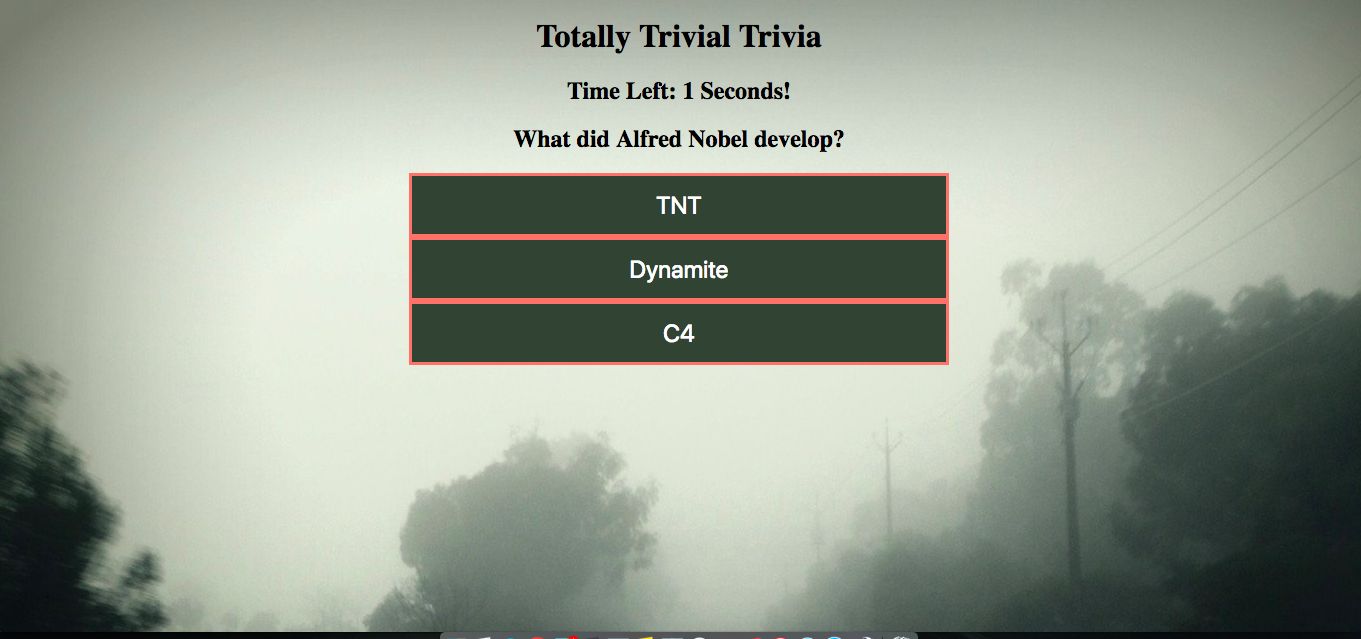 Totally Trivial Trivia
Time Left: 1 Seconds!
What did Alfred Nobel develop?
TNT
Dynamite
C4